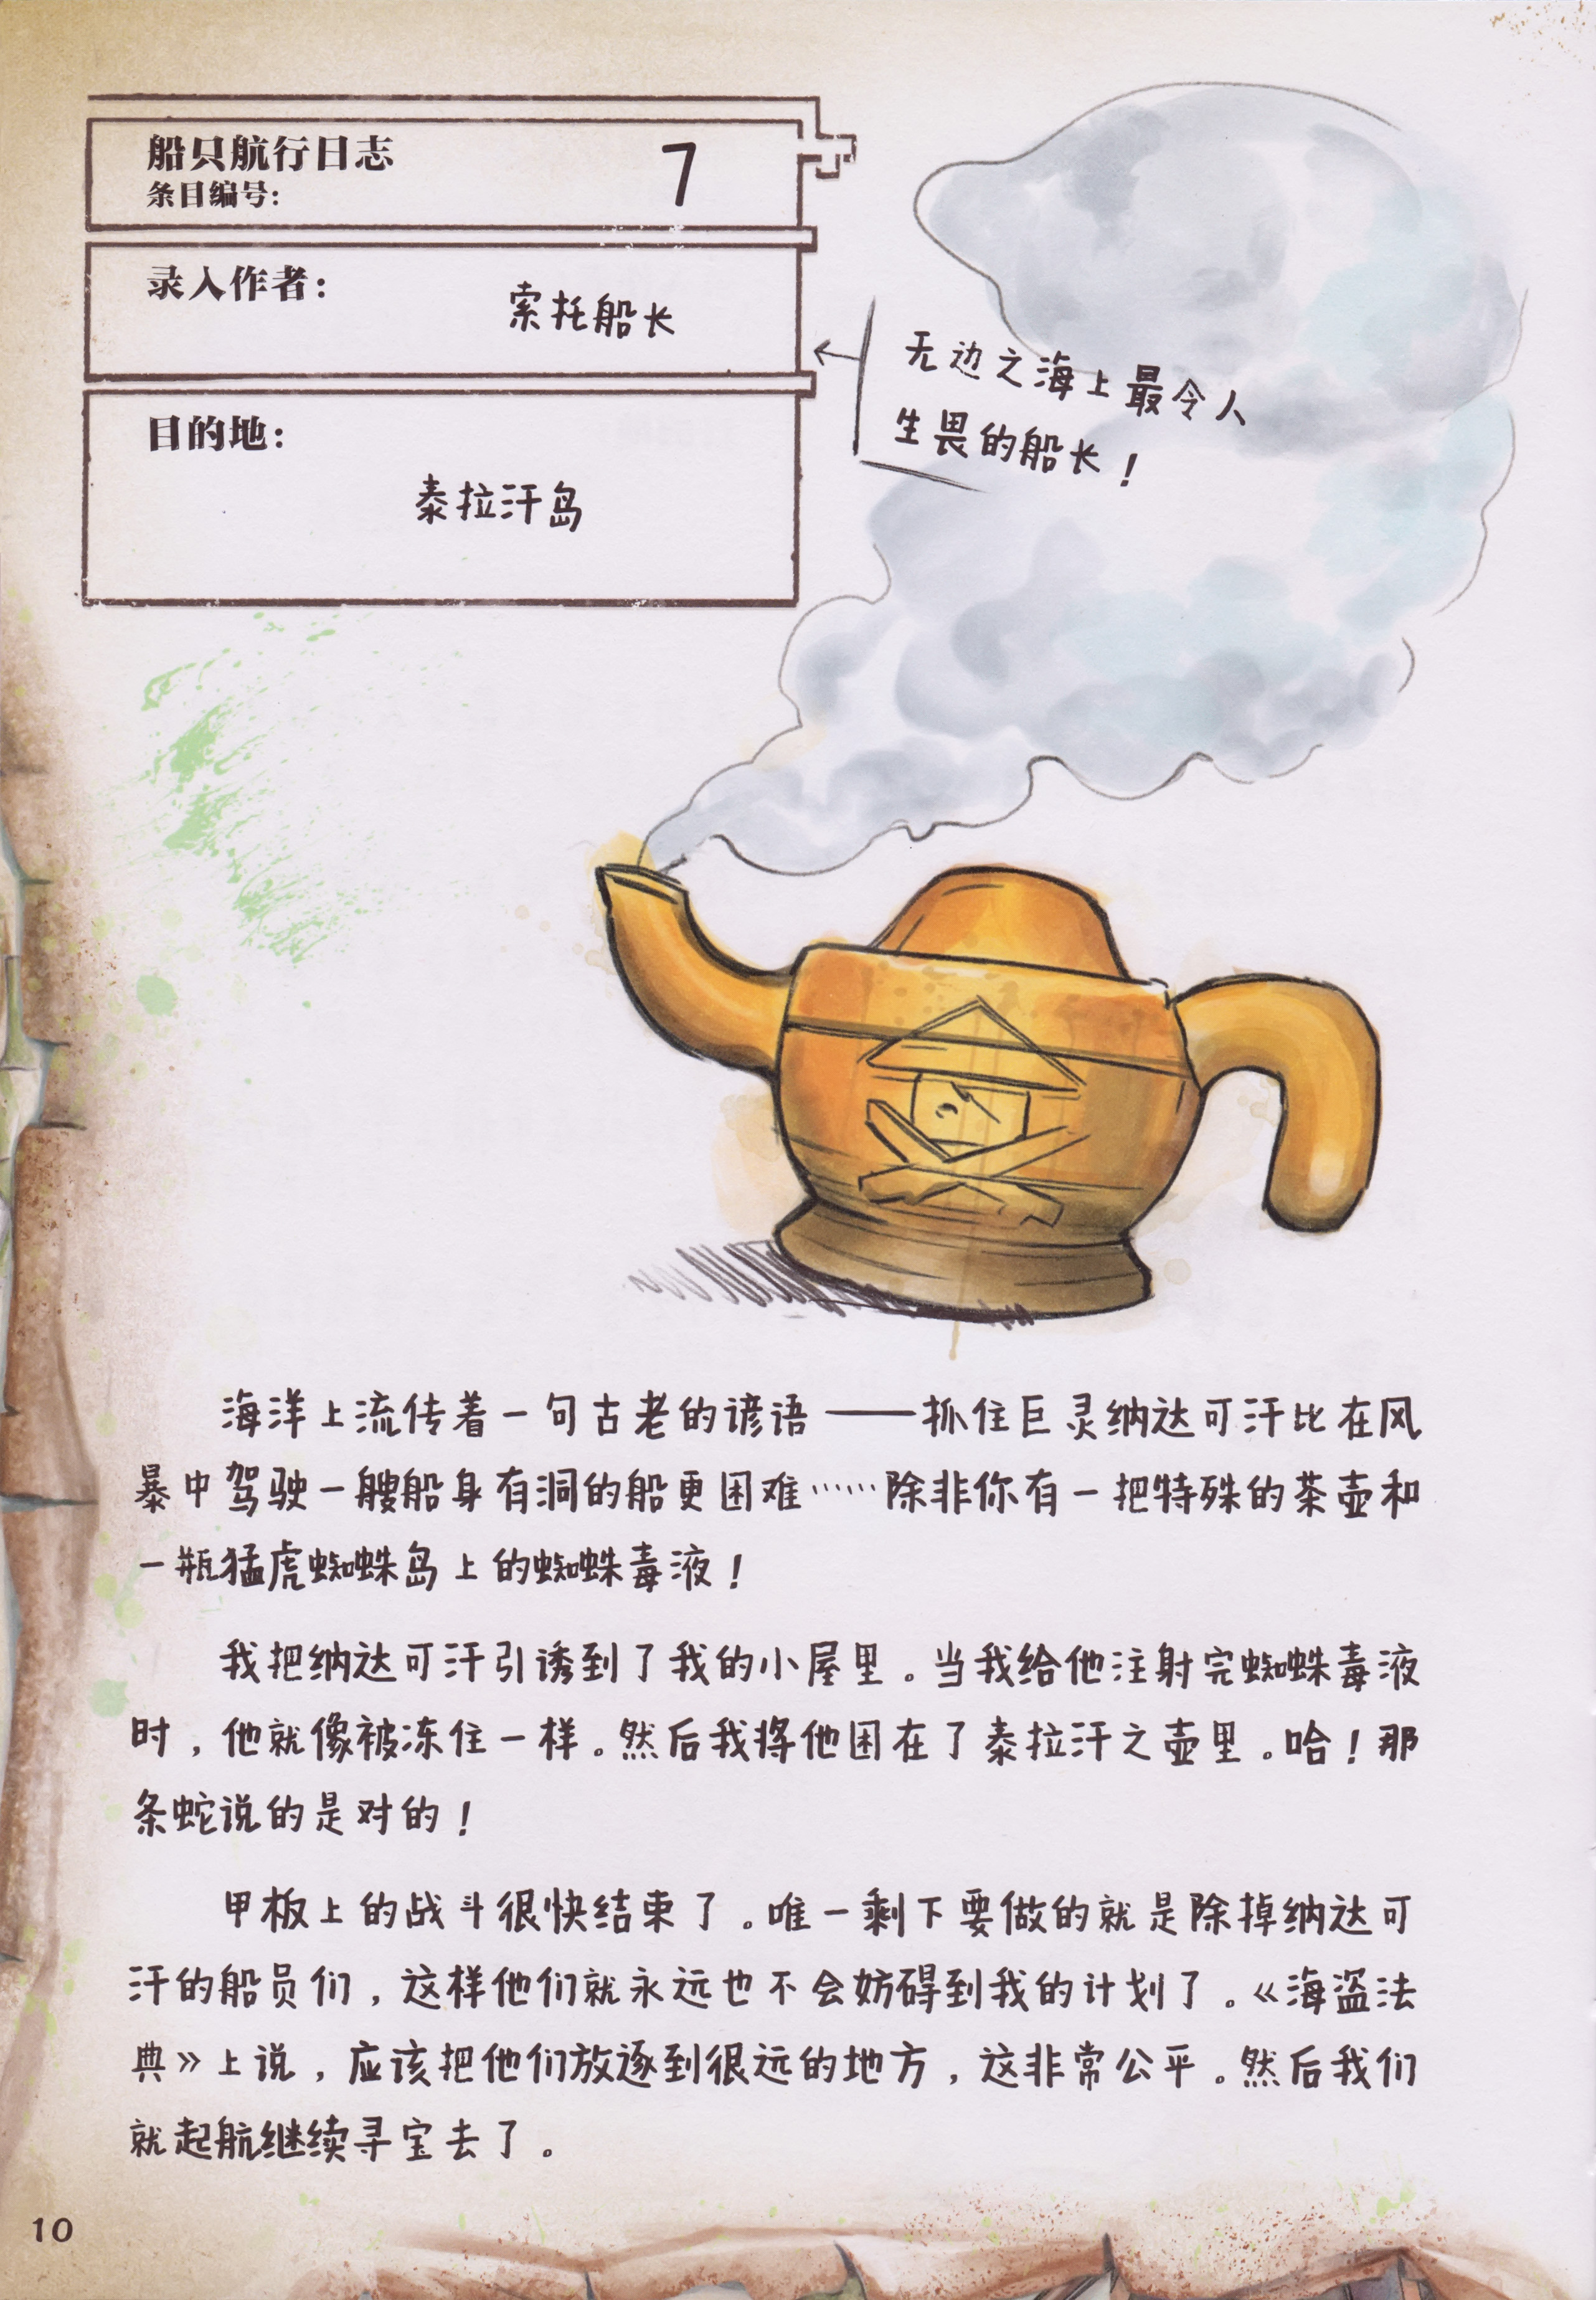 船只航行日志
条目编号：
7
录入作者：
索托船长
无边之海上最令人
生畏的船长！
目的地：
泰拉汗岛
海洋上流传着一句古老的谚语——抓住巨灵纳达可汗比在风
暴中驾驶一艘船身有洞的船更困难……除非你有一把特殊的茶壶和
一瓶猛虎蜘蛛岛上的蜘蛛毒液！
我把纳达可汗引诱到了我的小屋里。当我给他注射完蜘蛛毒液
时，他就像被冻住一样。然后我将他困在了泰拉汗之壶里。哈！那
条蛇说的是对的！
甲板上的战斗很快结束了。唯一剩下要做的就是除掉纳达可
汗的船员们，这样他们就永远也不会妨碍到我的计划了。《海盗法
典》上说，应该把他们放逐到很远的地方，这非常公平。然后我们
就起航继续寻宝去了。
10